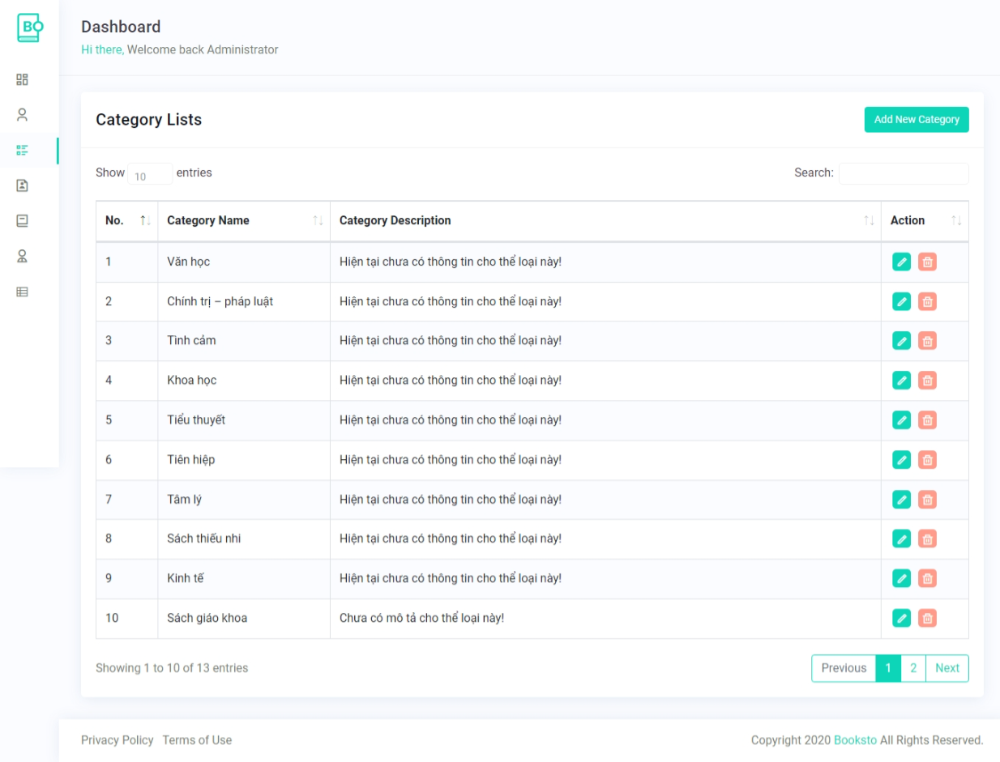 BO
Dashboard
Hi there, Welcome back Administrator
Category Lists
Add New Category
Show 10 entries
Search:
No. Category Name Category Description Action
1 Văn học Hiện tại chưa có thông tin cho thể loại này!
2 Chính trị – pháp luật Hiện tại chưa có thông tin cho thể loại này!
3 Tình cảm Hiện tại chưa có thông tin cho thể loại này!
4 Khoa học Hiện tại chưa có thông tin cho thể loại này!
5 Tiểu thuyết Hiện tại chưa có thông tin cho thể loại này!
6 Tiên hiệp Hiện tại chưa có thông tin cho thể loại này!
7 Tâm lý Hiện tại chưa có thông tin cho thể loại này!
8 Sách thiếu nhi Hiện tại chưa có thông tin cho thể loại này!
9 Kinh tế Hiện tại chưa có thông tin cho thể loại này!
10 Sách giáo khoa Chưa có mô tả cho thể loại này!
Showing 1 to 10 of 13 entries
Previous 1 2 Next
Privacy Policy Terms of Use
Copyright 2020 Booksto All Rights Reserved.